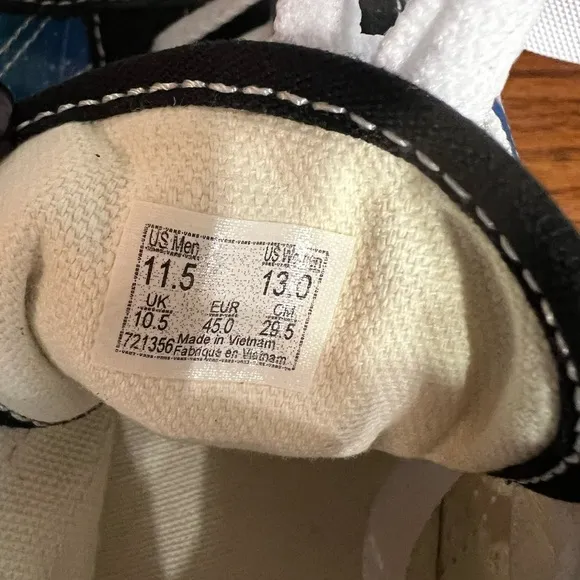 US Men US Women
11.5 13.0
UK EUR CM
10.5 45.0 29.5
721356 Made in Vietnam
Fabriqué en Vietnam